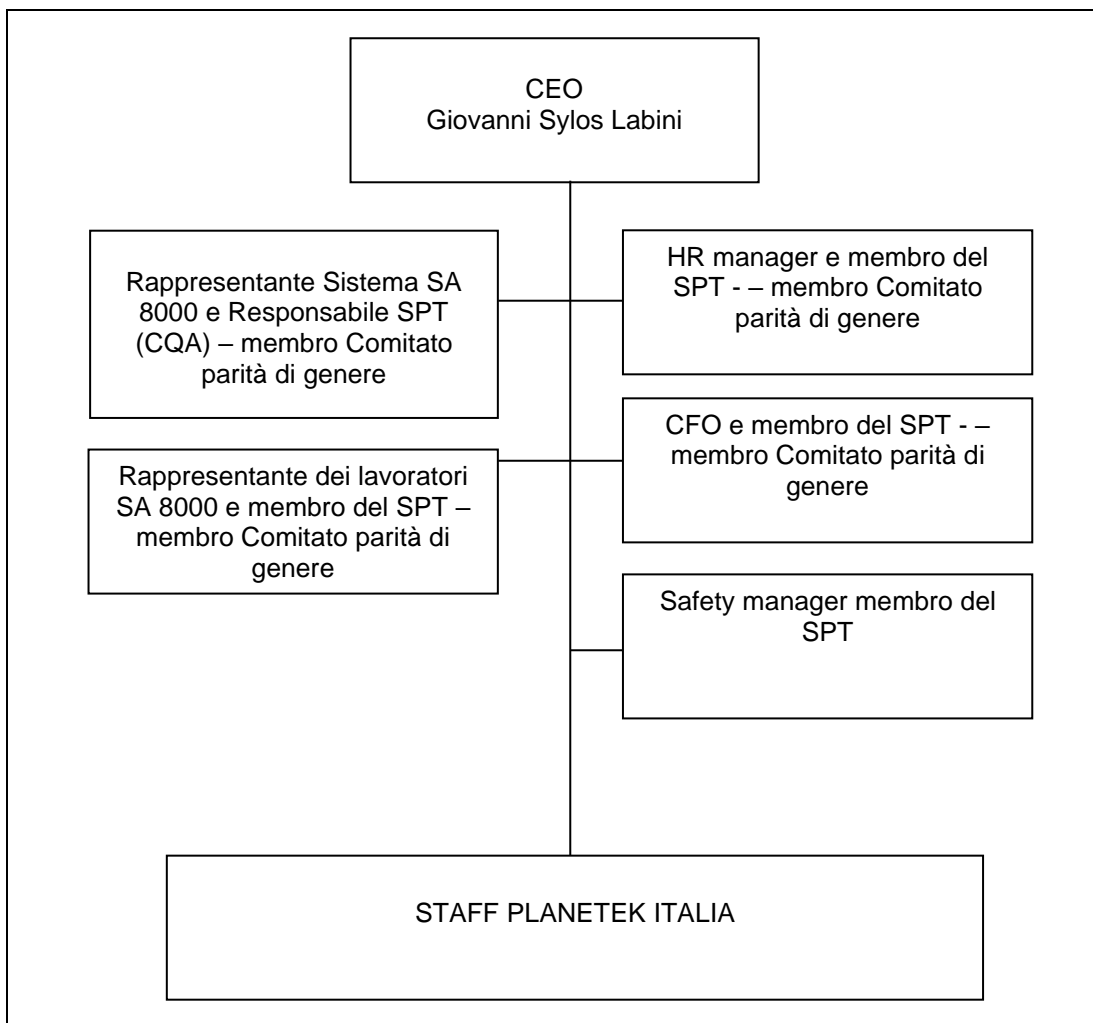 CEO
Giovanni Sylos Labini
Rappresentante Sistema SA
8000 e Responsabile SPT
(CQA) – membro Comitato
parità di genere
HR manager e membro del
SPT - – membro Comitato
parità di genere
Rappresentante dei lavoratori
SA 8000 e membro del SPT –
membro Comitato parità di
genere
CFO e membro del SPT - –
membro Comitato parità di
genere
Safety manager membro del
SPT
STAFF PLANETEK ITALIA